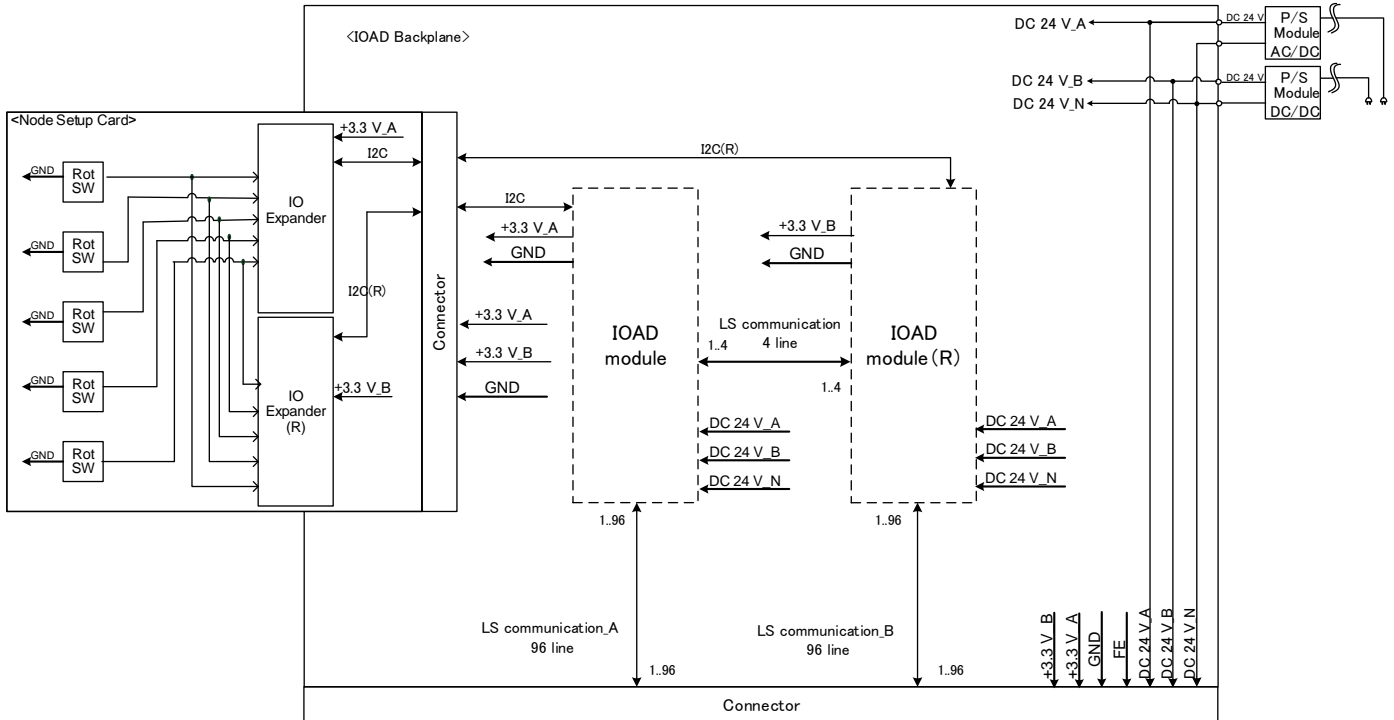 <IOAD Backplane>
DC 24 V_A
DC 24 V
P/S
Module
AC/DC
DC 24 V_B
DC 24 V
P/S
Module
DC/DC
DC 24 V_N
<Node Setup Card>
+3.3 V_A
I2C
I2C(R)
GND
Rot
SW
IO
Expander
I2C
+3.3 V_A
+3.3 V_B
GND
Rot
SW
GND
GND
I2C(R)
Connector
GND
Rot
SW
+3.3 V_A
IOAD
module
LS communication
4 line
1..4
1..4
IOAD
module(R)
+3.3 V_B
GND
GND
Rot
SW
IO
Expander
(R)
+3.3 V_B
DC 24 V_A
DC 24 V_B
DC 24 V_N
DC 24 V_A
DC 24 V_B
DC 24 V_N
GND
Rot
SW
1..96
1..96
LS communication_A
96 line
LS communication_B
96 line
1..96
1..96
+3.3 V_B
+3.3 V_A
GND
FE
DC 24 V_A
DC 24 V_B
DC 24 V_N
Connector